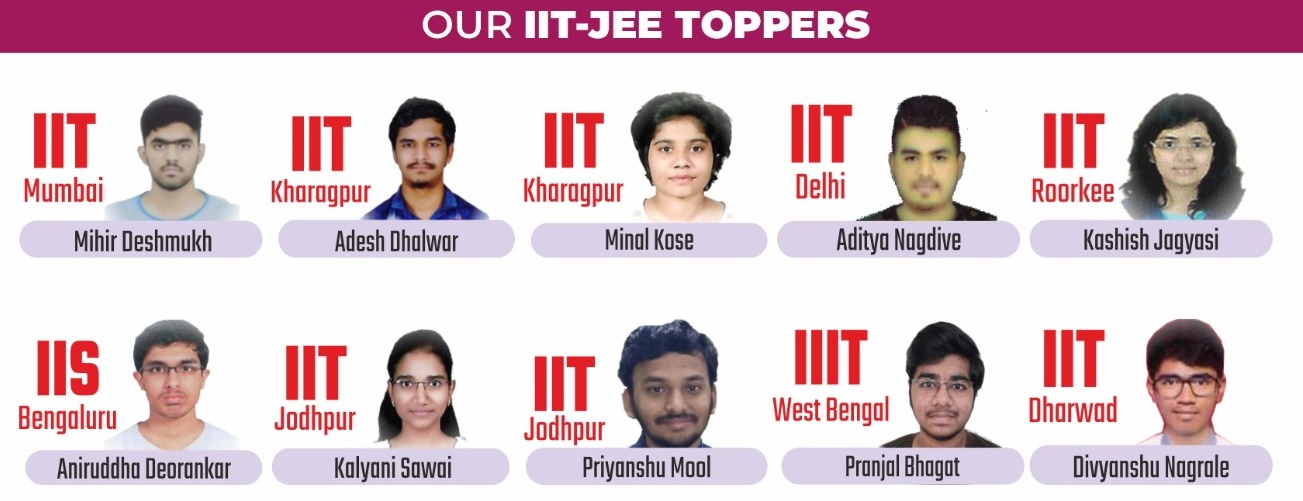 OUR IIT-JEE TOPPERS
IIT
Mumbai
Mihir Deshmukh
IIT
Kharagpur
Adesh Dhalwar
IIT
Kharagpur
Minal Kose
IIT
Delhi
Aditya Nagdive
IIT
Roorkee
Kashish Jagyasi
IIS
Bengaluru
Aniruddha Deorankar
IIT
Jodhpur
Kalyani Sawai
IIT
Jodhpur
Priyanshu Mool
IIIT
West Bengal
Pranjal Bhagat
IIT
Dharwad
Divyanshu Nagrale